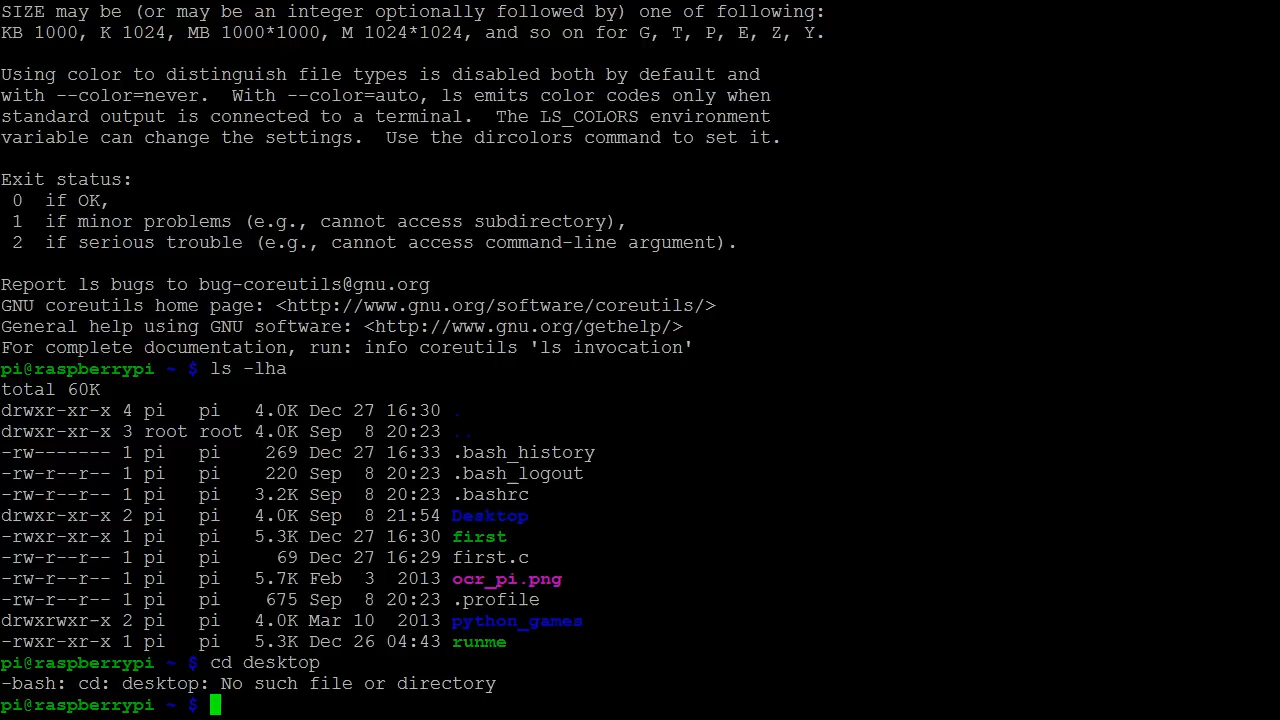 SIZE may be (or may be an integer optionally followed by) one of following:
KB 1000, K 1024, MB 1000*1000, M 1024*1024, and so on for G, T, P, E, Z, Y.
Using color to distinguish file types is disabled both by default and
with --color=never.  With --color=auto, ls emits color codes only when
standard output is connected to a terminal.  The LS_COLORS environment
variable can change the settings.  Use the dircolors command to set it.
Exit status:
 0  if OK,
 1  if minor problems (e.g., cannot access subdirectory),
 2  if serious trouble (e.g., cannot access command-line argument).
Report ls bugs to bug-coreutils@gnu.org
GNU coreutils home page: <http://www.gnu.org/software/coreutils/>
General help using GNU software: <http://www.gnu.org/gethelp/>
For complete documentation, run: info coreutils 'ls invocation'
pi@raspberrypi ~ $ ls -lha
total 60K
drwxr-xr-x 4 pi   pi   4.0K Dec 27 16:30 .
drwxr-xr-x 3 root root 4.0K Sep  8 20:23 ..
-rw------- 1 pi   pi    269 Dec 27 16:33 .bash_history
-rw-r--r-- 1 pi   pi    220 Sep  8 20:23 .bash_logout
-rw-r--r-- 1 pi   pi   3.2K Sep  8 20:23 .bashrc
drwxr-xr-x 2 pi   pi   4.0K Sep  8 21:54 Desktop
-rwxr-xr-x 1 pi   pi   5.3K Dec 27 16:30 first
-rw-r--r-- 1 pi   pi     69 Dec 27 16:29 first.c
-rw-r--r-- 1 pi   pi   5.7K Feb  3  2013 ocr_pi.png
-rw-r--r-- 1 pi   pi    675 Sep  8 20:23 .profile
drwxrwxr-x 2 pi   pi   4.0K Mar 10  2013 python_games
-rwxr-xr-x 1 pi   pi   5.3K Dec 26 04:43 runme
pi@raspberrypi ~ $ cd desktop
-bash: cd: desktop: No such file or directory
pi@raspberrypi ~ $